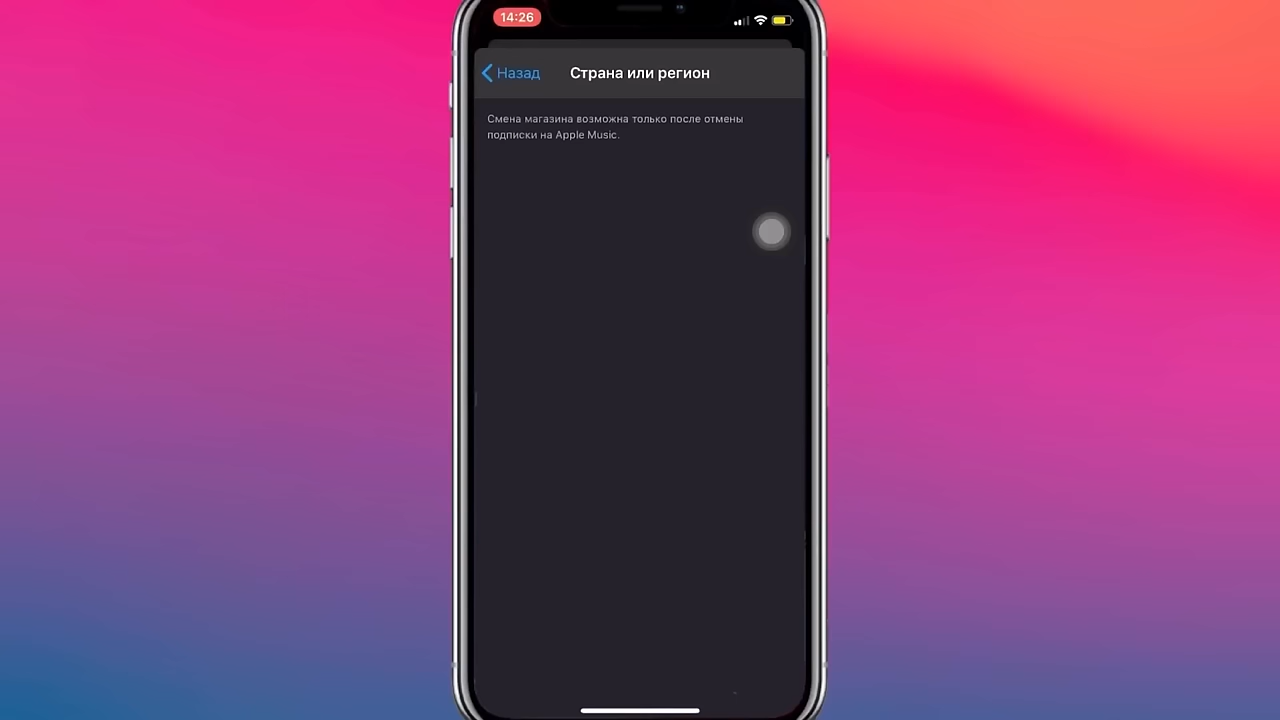 14:26
Назад
Страна или регион
Смена магазина возможна только после отмены
подписки на Apple Music.